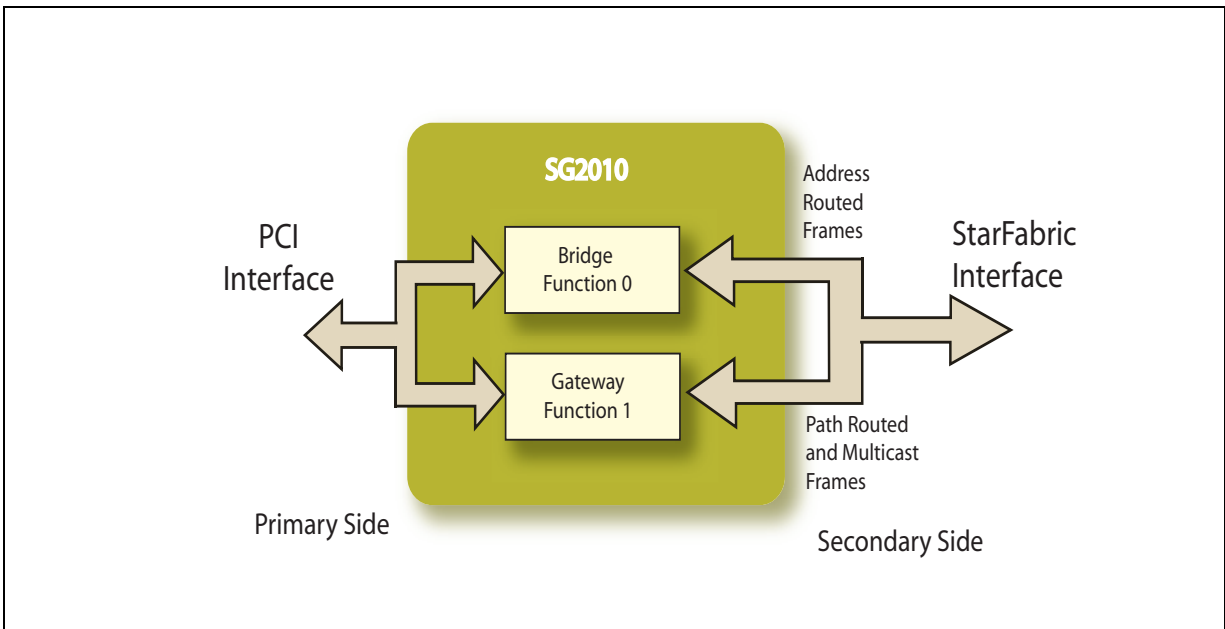 SG2010
PCI
Interface
Bridge
Function 0
Gateway
Function 1
Address
Routed
Frames
StarFabric
Interface
Path Routed
and Multicast
Frames
Primary Side
Secondary Side